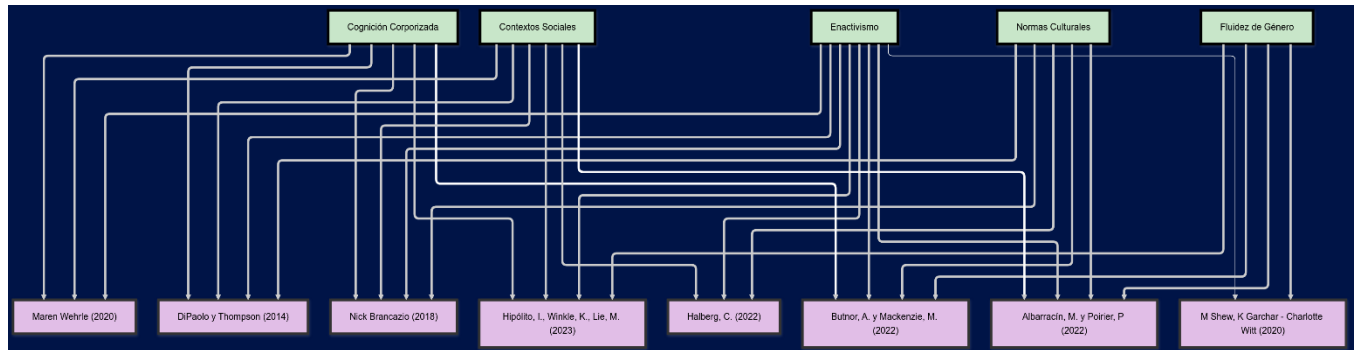 Cognición Corporizada
Contextos Sociales
Enactivismo
Normas Culturales
Fluidez de Género
Maren Wehrle (2020)
DiPaolo y Thompson (2014)
Nick Brancazio (2018)
Hipólito, I., Winkle, K., Lie, M.
(2023)
Halberg, C. (2022)
Butnor, A. y Mackenzie, M.
(2022)
Albarracín, M. y Poirier, P
(2022)
M Shew, K Garchar - Charlotte
Witt (2020)